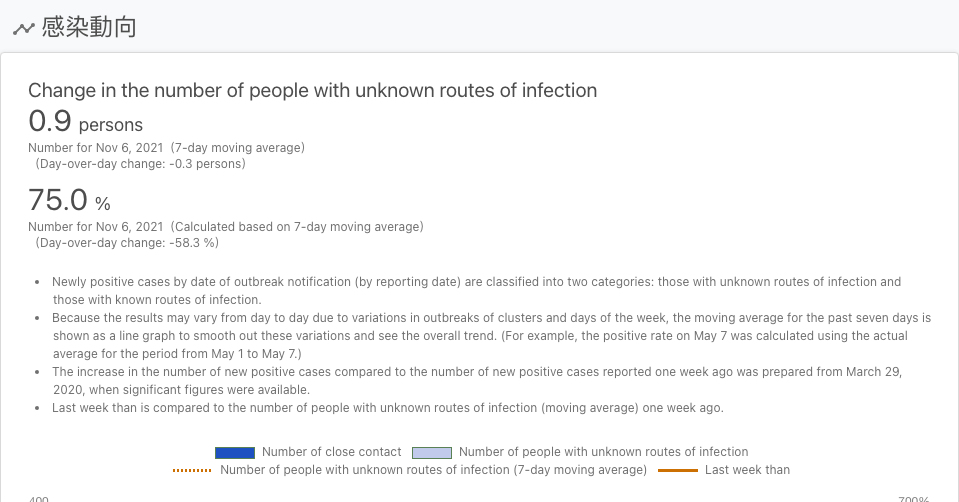 感染動向
Change in the number of people with unknown routes of infection
0.9 persons
Number for Nov 6, 2021 (7-day moving average)
(Day-over-day change: -0.3 persons)
75.0 %
Number for Nov 6, 2021 (Calculated based on 7-day moving average)
(Day-over-day change: -58.3 %)
• Newly positive cases by date of outbreak notification (by reporting date) are classified into two categories: those with unknown routes of infection and
those with known routes of infection.
• Because the results may vary from day to day due to variations in outbreaks of clusters and days of the week, the moving average for the past seven days is
shown as a line graph to smooth out these variations and see the overall trend. (For example, the positive rate on May 7 was calculated using the actual
average for the period from May 1 to May 7.)
• The increase in the number of new positive cases compared to the number of new positive cases reported one week ago was prepared from March 29,
2020, when significant figures were available.
• Last week than is compared to the number of people with unknown routes of infection (moving average) one week ago.
Number of close contact Number of people with unknown routes of infection
Number of people with unknown routes of infection (7-day moving average) Last week than
400 700%